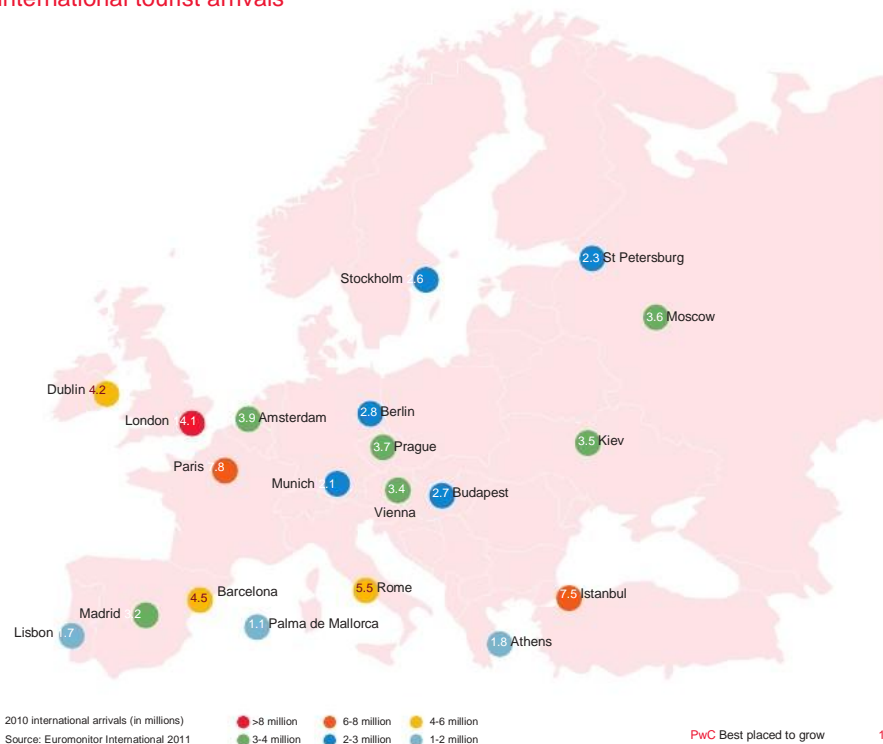 international tourist arrivals
2.3 St Petersburg
Stockholm .6
3.6 Moscow
Dublin 4.2
2.8 Berlin
3.9 Amsterdam
London 4.1
3.5 Kiev
3.7 Prague
Paris .8
Munich .1
3.4
2.7 Budapest
Vienna
5.5 Rome
Barcelona
4.5
7.5 Istanbul
Madrid 2
1.1 Palma de Mallorca
Lisbon .7
1.8 Athens
2010 international arrivals (in millions)
>8 million
6-8 million
4-6 million
Source: Euromonitor International 2011
3-4 million
2-3 million
1-2 million
PwC Best placed to grow 1